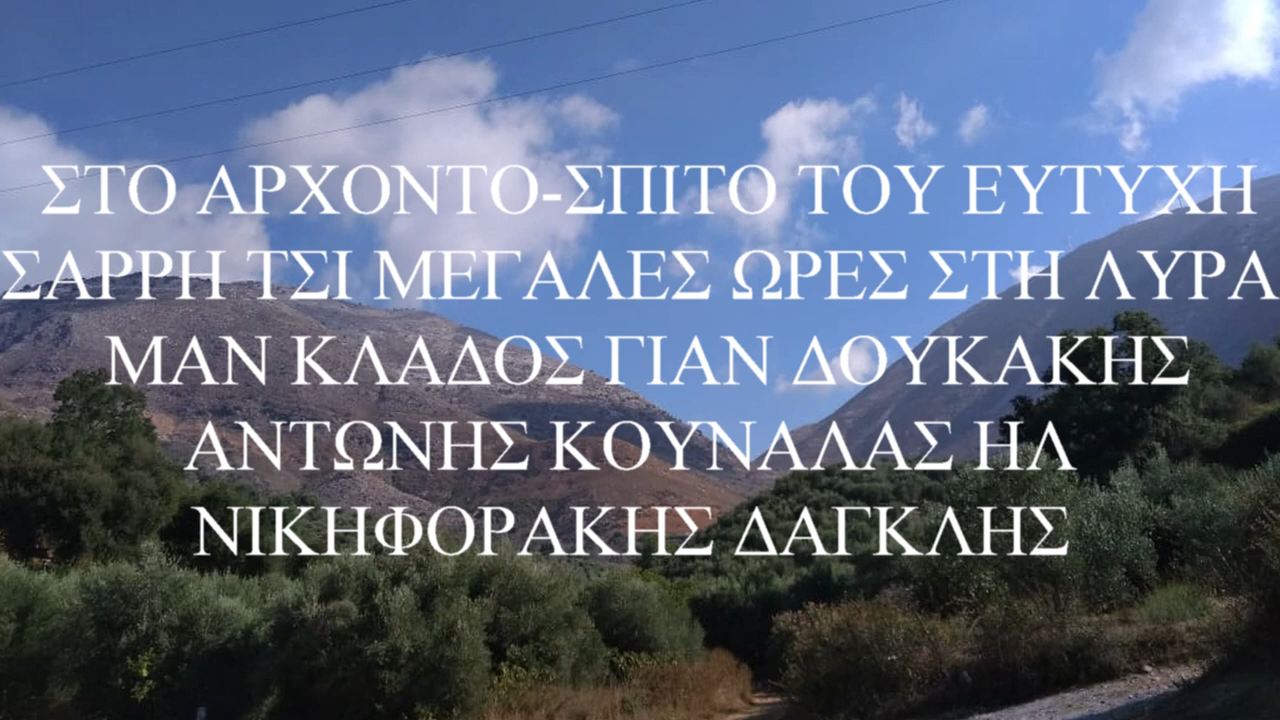 ΣΤΟ ΑΡΧΟΝΤΟ-ΣΠΙΤΟ ΤΟΥ ΕΥΤΥΧΗ
ΣΑΡΡΗ ΤΣΙ ΜΕΓΑΛΕΣ ΩΡΕΣ ΣΤΗ ΛΥΡΑ
ΜΑΝ ΚΛΑΔΟΣ ΓΙΑΝ ΔΟΥΚΑΚΗΣ
ΑΝΤΩΝΗΣ ΚΟΥΝΑΛΑΣ ΗΛ
ΝΙΚΗΦΟΡΑΚΗΣ ΔΑΓΚΛΗΣ